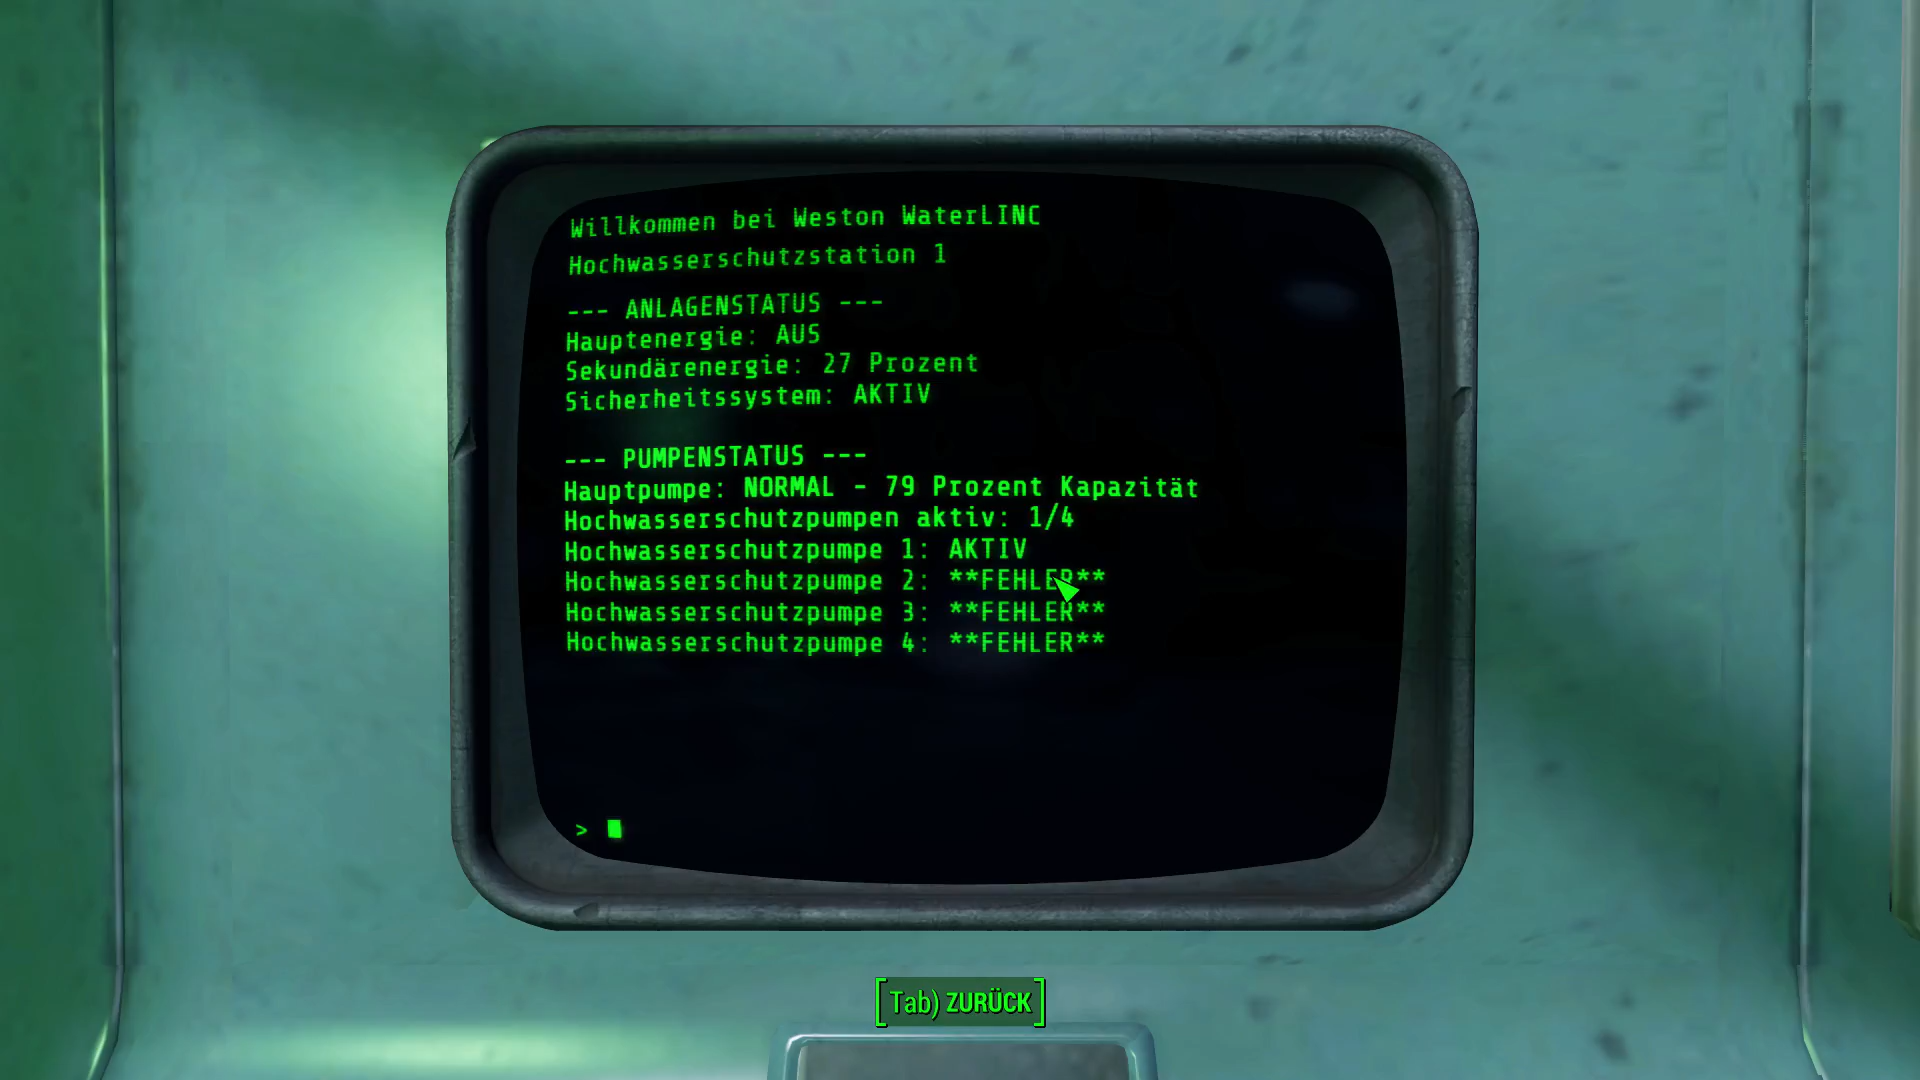 Willkommen bei Weston WaterLINC
Hochwasserschutzstation 1
--- ANLAGENSTATUS ---
Hauptenergie: AUS
Sekundärenergie: 27 Prozent
Sicherheitssystem: AKTIV
--- PUMPENSTATUS ---
Hauptpumpe: NORMAL - 79 Prozent Kapazität
Hochwasserschutzpumpen aktiv: 1/4
Hochwasserschutzpumpe 1: AKTIV
Hochwasserschutzpumpe 2: **FEHLER**
Hochwasserschutzpumpe 3: **FEHLER**
Hochwasserschutzpumpe 4: **FEHLER**
>
Tab) ZURÜCK